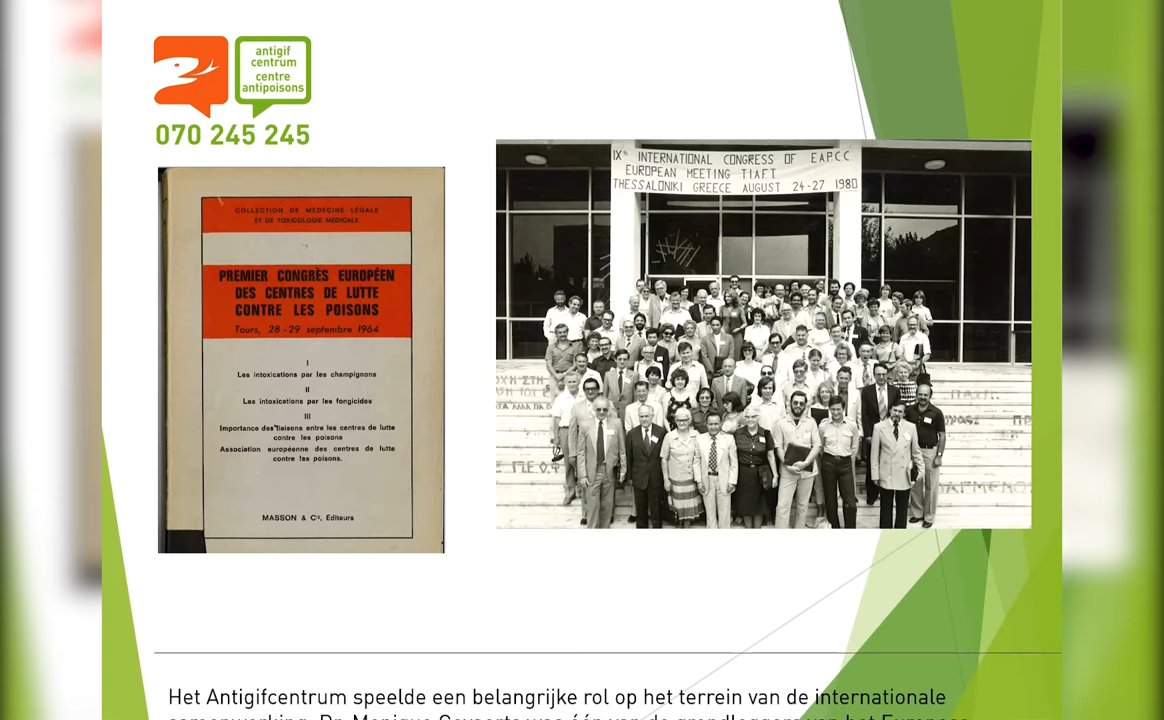 antigif
centrum
centre
antipoisons
070 245 245
COLLECTION DE MEDECINE LÉGALE
ET DE TOXICOLOGIE MÉDICALE
PREMIER CONGRÈS EUROPÉEN
DES CENTRES DE LUTTE
CONTRE LES POISONS
Tours, 28-29 septembre 1964
I
Les intoxications par les champignons
II
Les intoxications par les fongicides
III
Importance des liaisons entre les centres de lutte
contre les poisons
Association européenne des centres de lutte
contre les poisons.
MASSON & Cie, Editeurs
IXth INTERNATIONAL CONGRESS OF EAPCC
EUROPEAN MEETING TIAFT
THESSALONIKI GREECE AUGUST 24-27 1980
Het Antigifcentrum speelde een belangrijke rol op het terrein van de internationale